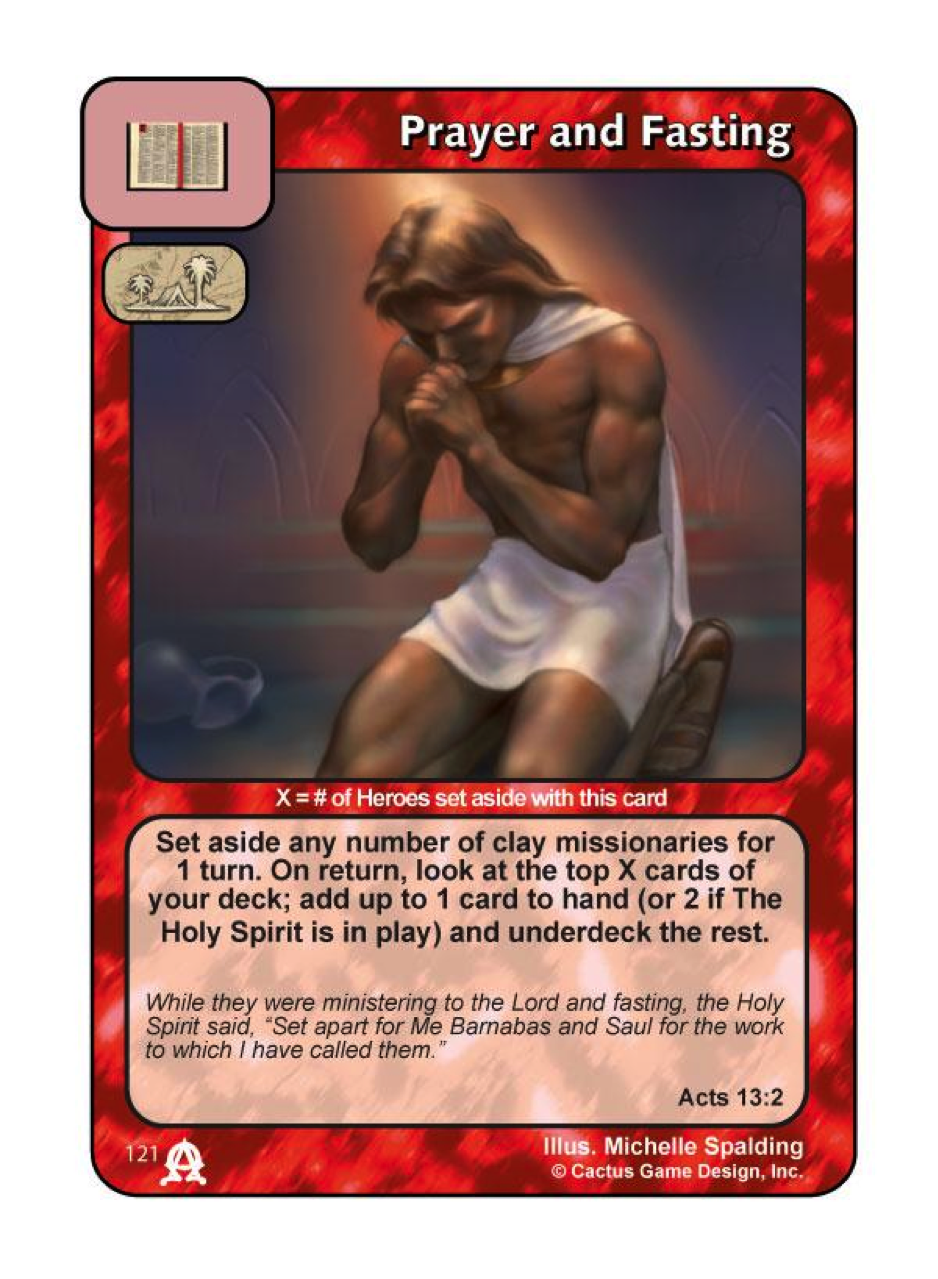 Prayer and Fasting
X = # of Heroes set aside with this card
Set aside any number of clay missionaries for
1 turn. On return, look at the top X cards of
your deck; add up to 1 card to hand (or 2 if The
Holy Spirit is in play) and underdeck the rest.
While they were ministering to the Lord and fasting, the Holy
Spirit said, “Set apart for Me Barnabas and Saul for the work
to which I have called them.”
Acts 13:2
121
Illus. Michelle Spalding
© Cactus Game Design, Inc.